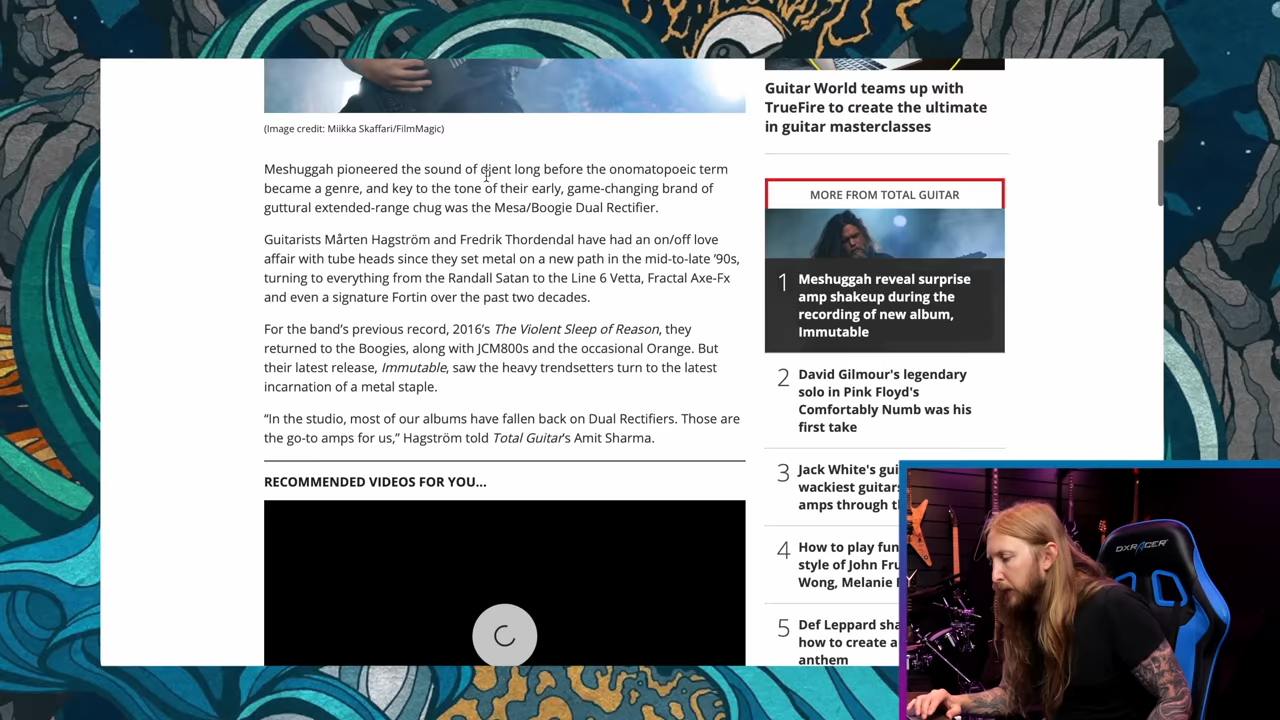 Guitar World teams up with
TrueFire to create the ultimate
in guitar masterclasses
(Image credit: Miikka Skaffari/FilmMagic)
Meshuggah pioneered the sound of djent long before the onomatopoeic term
became a genre, and key to the tone of their early, game-changing brand of
guttural extended-range chug was the Mesa/Boogie Dual Rectifier.
Guitarists Mårten Hagström and Fredrik Thordendal have had an on/off love
affair with tube heads since they set metal on a new path in the mid-to-late ’90s,
turning to everything from the Randall Satan to the Line 6 Vetta, Fractal Axe-Fx
and even a signature Fortin over the past two decades.
For the band’s previous record, 2016’s The Violent Sleep of Reason, they
returned to the Boogies, along with JCM800s and the occasional Orange. But
their latest release, Immutable, saw the heavy trendsetters turn to the latest
incarnation of a metal staple.
“In the studio, most of our albums have fallen back on Dual Rectifiers. Those are
the go-to amps for us,” Hagström told Total Guitar’s Amit Sharma.
RECOMMENDED VIDEOS FOR YOU...
MORE FROM TOTAL GUITAR
1 Meshuggah reveal surprise
amp shakeup during the
recording of new album,
Immutable
2 David Gilmour's legendary
solo in Pink Floyd's
Comfortably Numb was his
first take
3 Jack White's
wackiest guitars
amps through
4 How to play
style of John
Wong, Melanie
5 Def Leppard
how to create a
anthem
DXRACER